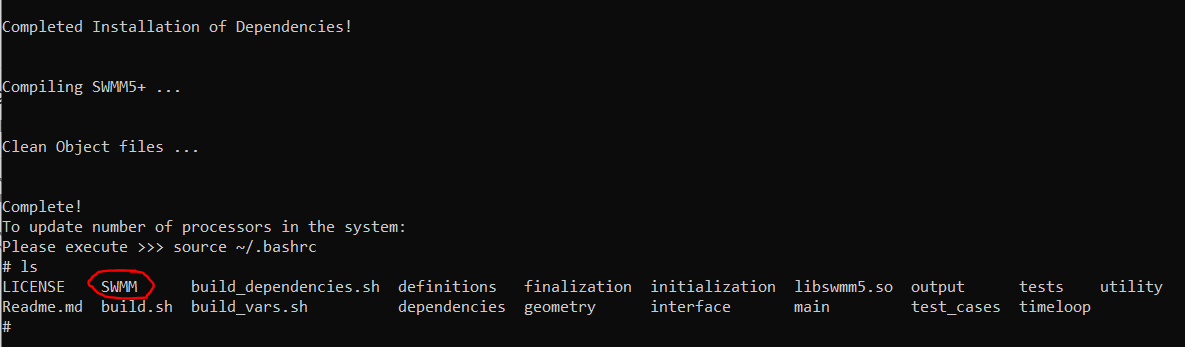 Completed Installation of Dependencies!
Compiling SWMM5+ ...
Clean Object files ...
Complete!
To update number of processors in the system:
Please execute >>> source ~/.bashrc
# ls
LICENSE SWMM build_dependencies.sh definitions finalization initialization libswmm5.so output tests utility
Readme.md build.sh build_vars.sh dependencies geometry interface main test_cases timeloop
#